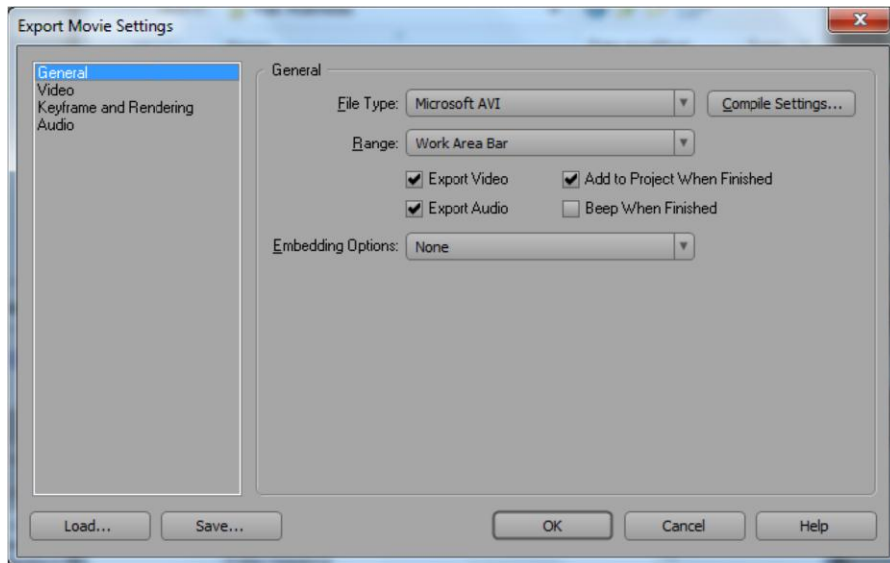 Export Movie Settings
General
Video
Keyframe and Rendering
Audio
General
File Type: Microsoft AVI Compile Settings...
Range: Work Area Bar
Export Video Add to Project When Finished
Export Audio Beep When Finished
Embedding Options: None
Load... Save... OK Cancel Help